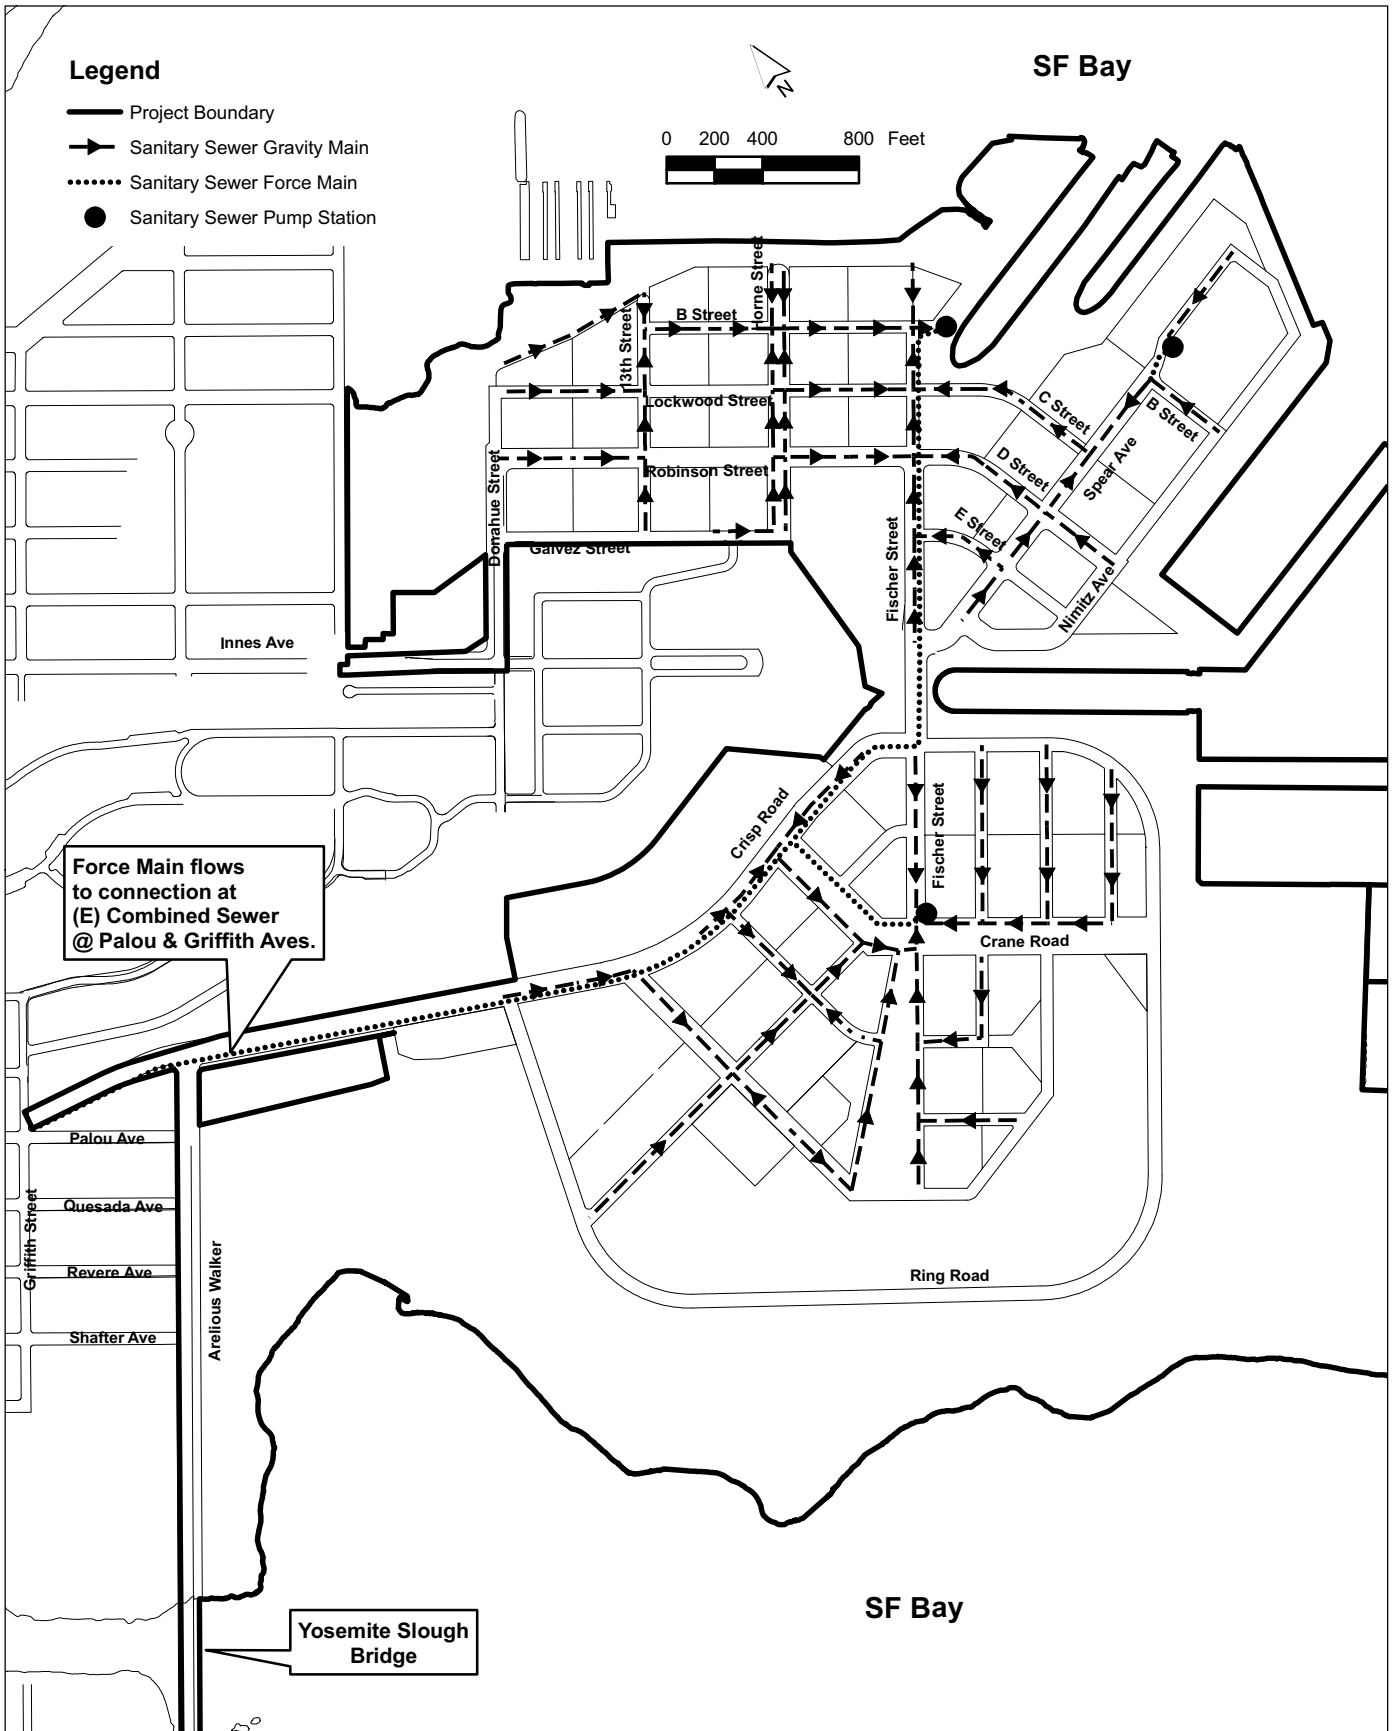 SF Bay
Legend
Project Boundary
Sanitary Sewer Gravity Main
Sanitary Sewer Force Main
Sanitary Sewer Pump Station
N
0 200 400 800 Feet
Horne Street
B Street
13th Street
Lockwood Street
C Street
B Street
Spear Ave
D Street
Robinson Street
Donahue Street
E Street
Galvez Street
Fischer Street
Nimitz Ave
Innes Ave
Crisp Road
Fischer Street
Force Main flows
to connection at
(E) Combined Sewer
@ Palou & Griffith Aves.
Crane Road
Palou Ave
Quesada Ave
Griffith Street
Revere Ave
Arelious Walker
Ring Road
Shafter Ave
SF Bay
Yosemite Slough
Bridge